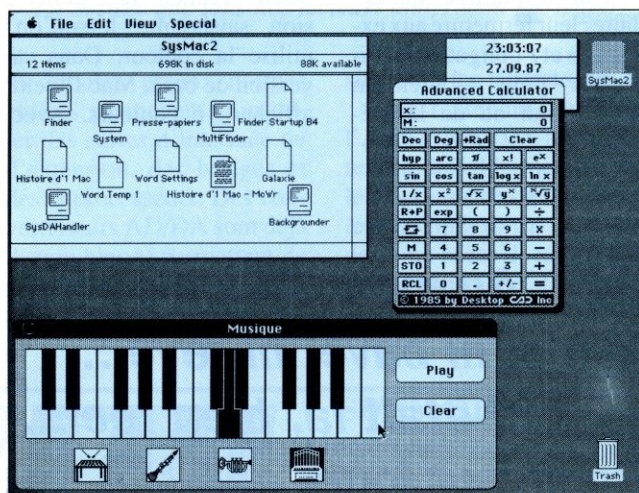 File Edit View Special
SysMac2
12 items 698K in disk 88K available
Finder
System
Presse-papiers
MultiFinder
Finder Startup B4
Histoire d'1 Mac
Word Temp 1
Word Settings
Histoire d'1 Mac - McWr
Galaxie
SysDAHandler
Backgrounder
23:03:07
27.09.87
SysMac2
Advanced Calculator
x: 0
M: 0
Dec Deg →Rad Clear
hyp arc π x! eˣ
sin cos tan log x ln x
1/x x² √x yˣ ˣ√y
R→P exp ( ) ÷
7 8 9 X
M 4 5 6 −
STO 1 2 3 +
RCL 0 . +/- =
© 1985 by Desktop CAD Inc
Musique
Play
Clear
Trash